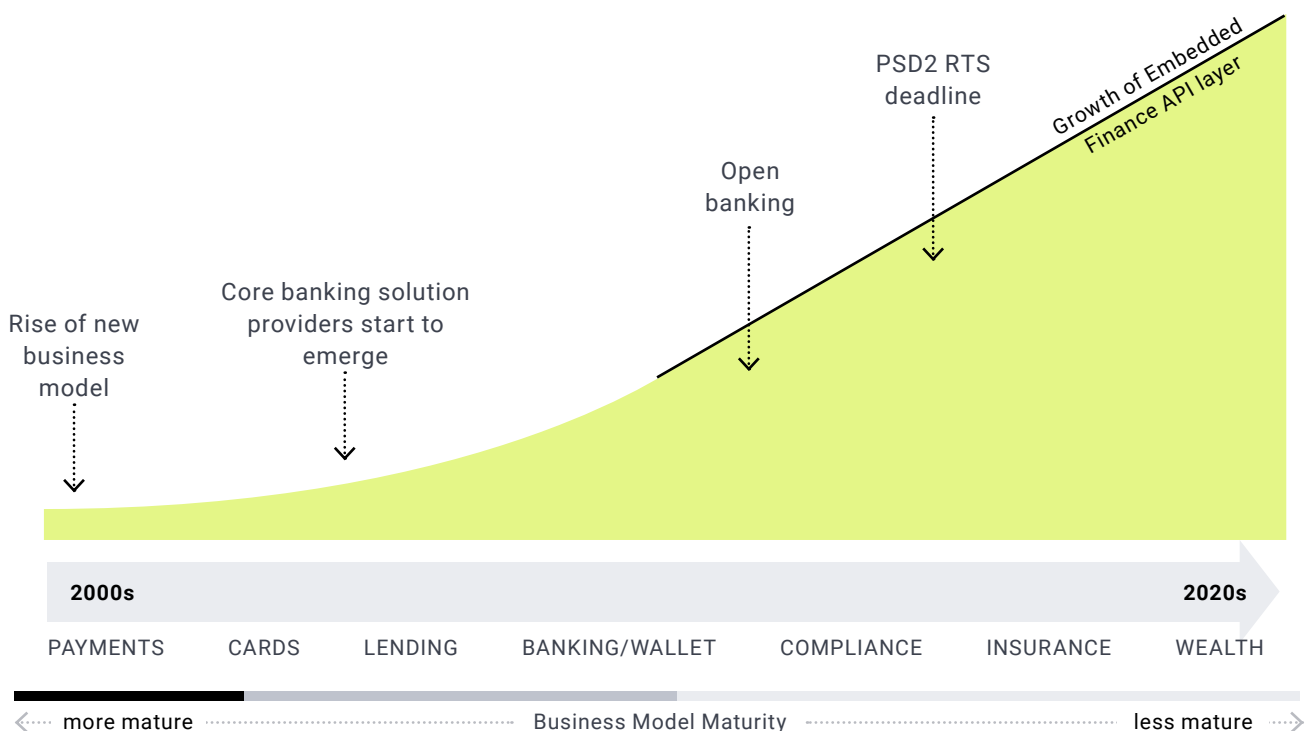 Growth of Embedded
Finance API layer
PSD2 RTS
deadline
Open
banking
Core banking solution
providers start to
emerge
Rise of new
business
model
2000s
2020s
PAYMENTS
CARDS
LENDING
BANKING/WALLET
COMPLIANCE
INSURANCE
WEALTH
more mature
Business Model Maturity
less mature